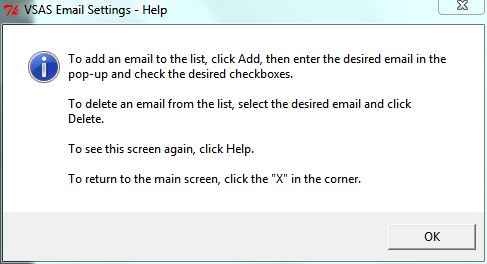 Tk VSAS Email Settings - Help
To add an email to the list, click Add, then enter the desired email in the
pop-up and check the desired checkboxes.
To delete an email from the list, select the desired email and click
Delete.
To see this screen again, click Help.
To return to the main screen, click the "X" in the corner.
OK